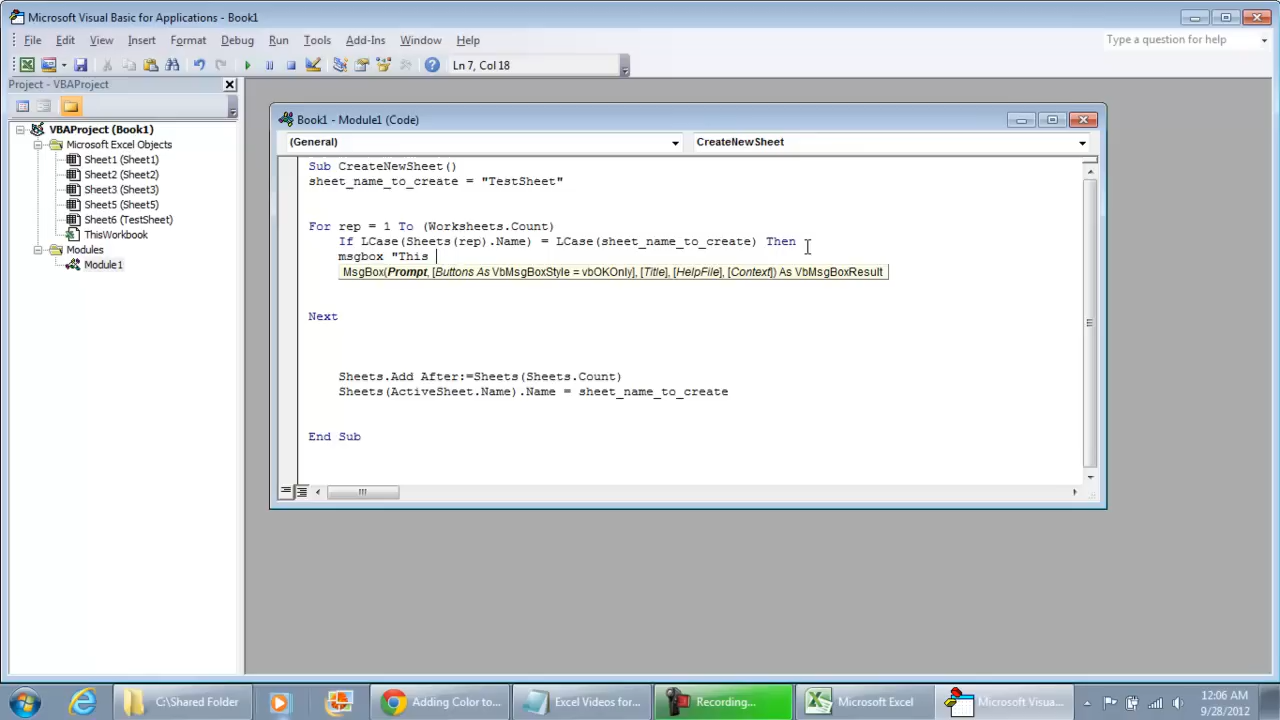 Microsoft Visual Basic for Applications - Book1
File Edit View Insert Format Debug Run Tools Add-Ins Window Help
Type a question for help
Ln 7, Col 18
Project - VBAProject
VBAProject (Book1)
Microsoft Excel Objects
Sheet1 (Sheet1)
Sheet2 (Sheet2)
Sheet3 (Sheet3)
Sheet5 (Sheet5)
Sheet6 (TestSheet)
ThisWorkbook
Modules
Module1
Book1 - Module1 (Code)
(General)
CreateNewSheet
Sub CreateNewSheet()
sheet_name_to_create = "TestSheet"
For rep = 1 To (Worksheets.Count)
If LCase(Sheets(rep).Name) = LCase(sheet_name_to_create) Then
msgbox "This
MsgBox(Prompt, [Buttons As VbMsgBoxStyle = vbOKOnly], [Title], [HelpFile], [Context]) As VbMsgBoxResult
Next
Sheets.Add After:=Sheets(Sheets.Count)
Sheets(ActiveSheet.Name).Name = sheet_name_to_create
End Sub
C:\Shared Folder
Adding Color to...
Excel Videos for...
Recording...
Microsoft Excel
Microsoft Visua...
12:06 AM
9/28/2012